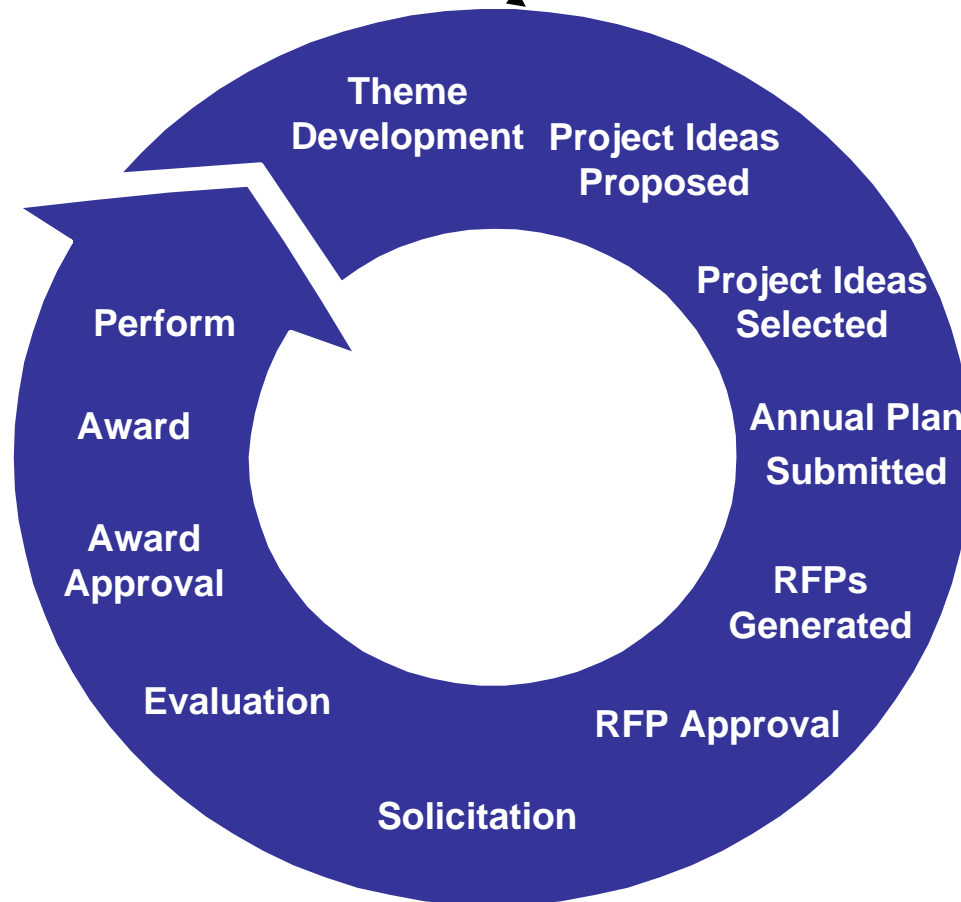 Theme
Development
Project Ideas
Proposed
Project Ideas
Selected
Annual Plan
Submitted
RFPs
Generated
RFP Approval
Solicitation
Evaluation
Award
Approval
Award
Perform